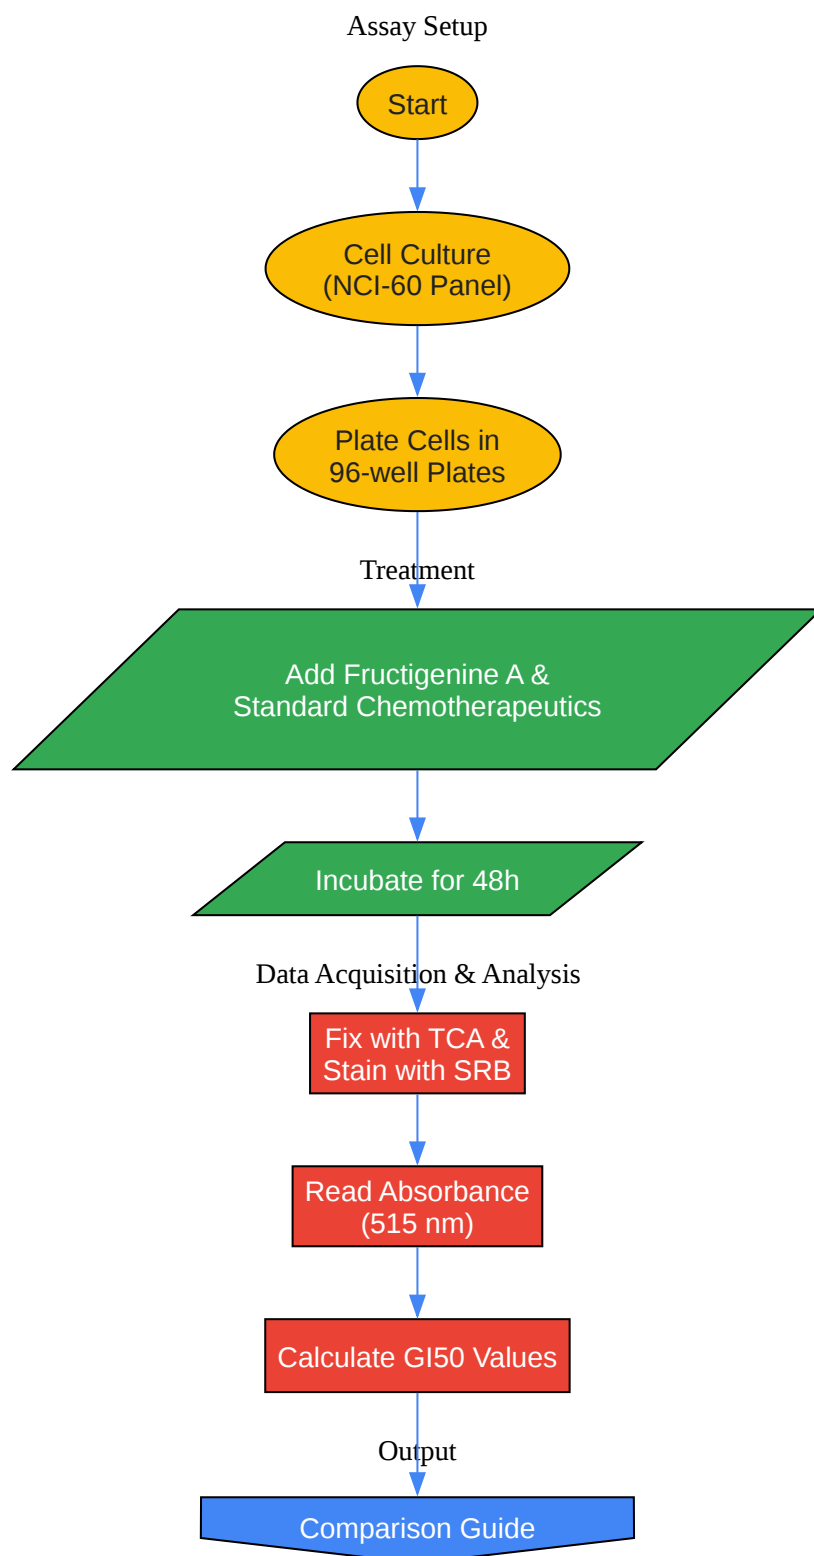 Assay Setup
Start
Cell Culture
(NCI-60 Panel)
Plate Cells in
96-well Plates
Treatment
Add Fructigenine A &
Standard Chemotherapeutics
Incubate for 48h
Data Acquisition & Analysis
Fix with TCA &
Stain with SRB
Read Absorbance
(515 nm)
Calculate GI50 Values
Output
Comparison Guide